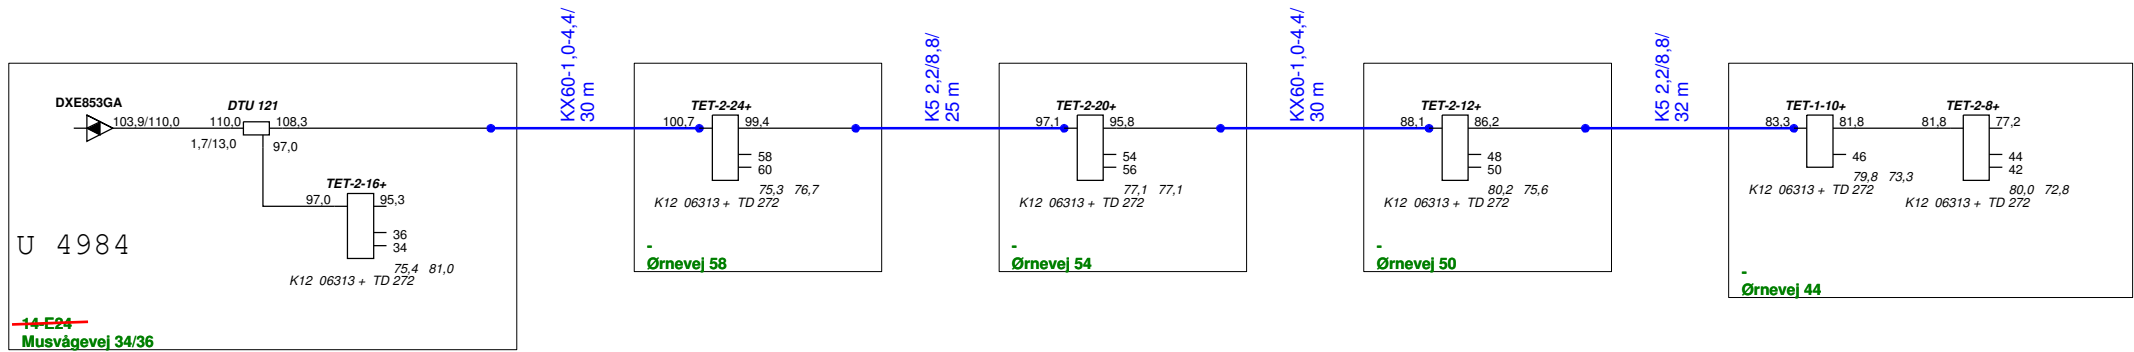 DXE853GA
103,9/110,0
DTU 121
110,0
108,3
1,7/13,0
97,0
TET-2-16+
97,0
95,3
36
34
75,4 81,0
K12 06313 + TD 272
U 4984
14-E24
Musvågevej 34/36
KX60-1,0-4,4/
30 m
TET-2-24+
100,7
99,4
58
60
75,3 76,7
K12 06313 + TD 272
-
Ørnevej 58
K5 2,2/8,8/
25 m
TET-2-20+
97,1
95,8
54
56
77,1 77,1
K12 06313 + TD 272
-
Ørnevej 54
KX60-1,0-4,4/
30 m
TET-2-12+
88,1
86,2
48
50
80,2 75,6
K12 06313 + TD 272
-
Ørnevej 50
K5 2,2/8,8/
32 m
TET-1-10+
83,3
81,8
46
79,8 73,3
K12 06313 + TD 272
TET-2-8+
81,8
77,2
44
42
80,0 72,8
K12 06313 + TD 272
-
Ørnevej 44